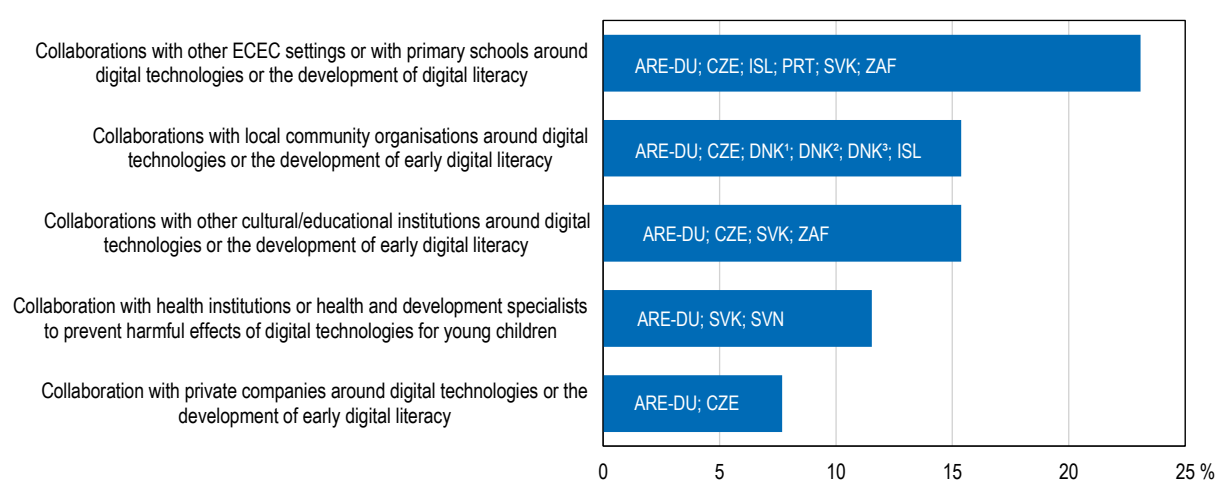 Collaborations with other ECEC settings or with primary schools around
digital technologies or the development of digital literacy
ARE-DU; CZE; ISL; PRT; SVK; ZAF
Collaborations with local community organisations around digital
technologies or the development of early digital literacy
ARE-DU; CZE; DNK¹; DNK²; DNK³; ISL
Collaborations with other cultural/educational institutions around digital
technologies or the development of early digital literacy
ARE-DU; CZE; SVK; ZAF
Collaboration with health institutions or health and development specialists
to prevent harmful effects of digital technologies for young children
ARE-DU; SVK; SVN
Collaboration with private companies around digital technologies or the
development of early digital literacy
ARE-DU; CZE
0 5 10 15 20 25 %